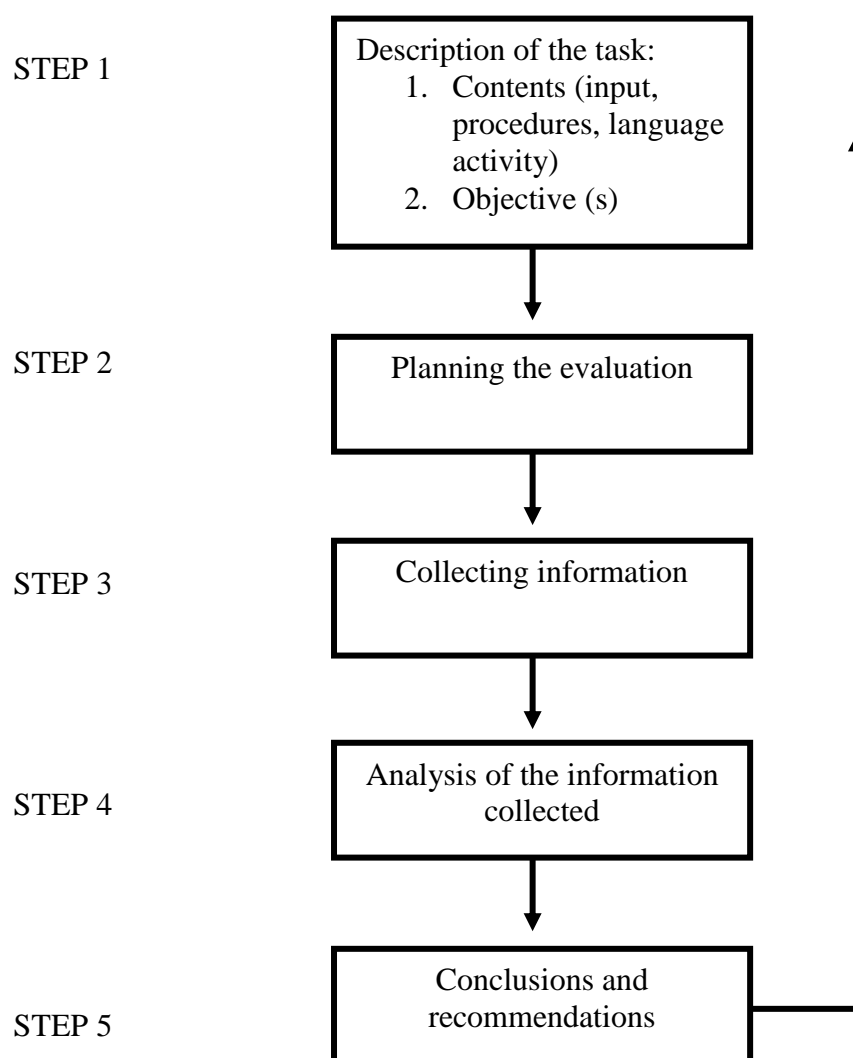 STEP 1
Description of the task:
1. Contents (input,
procedures, language
activity)
2. Objective (s)
STEP 2
Planning the evaluation
STEP 3
Collecting information
STEP 4
Analysis of the information
collected
STEP 5
Conclusions and
recommendations